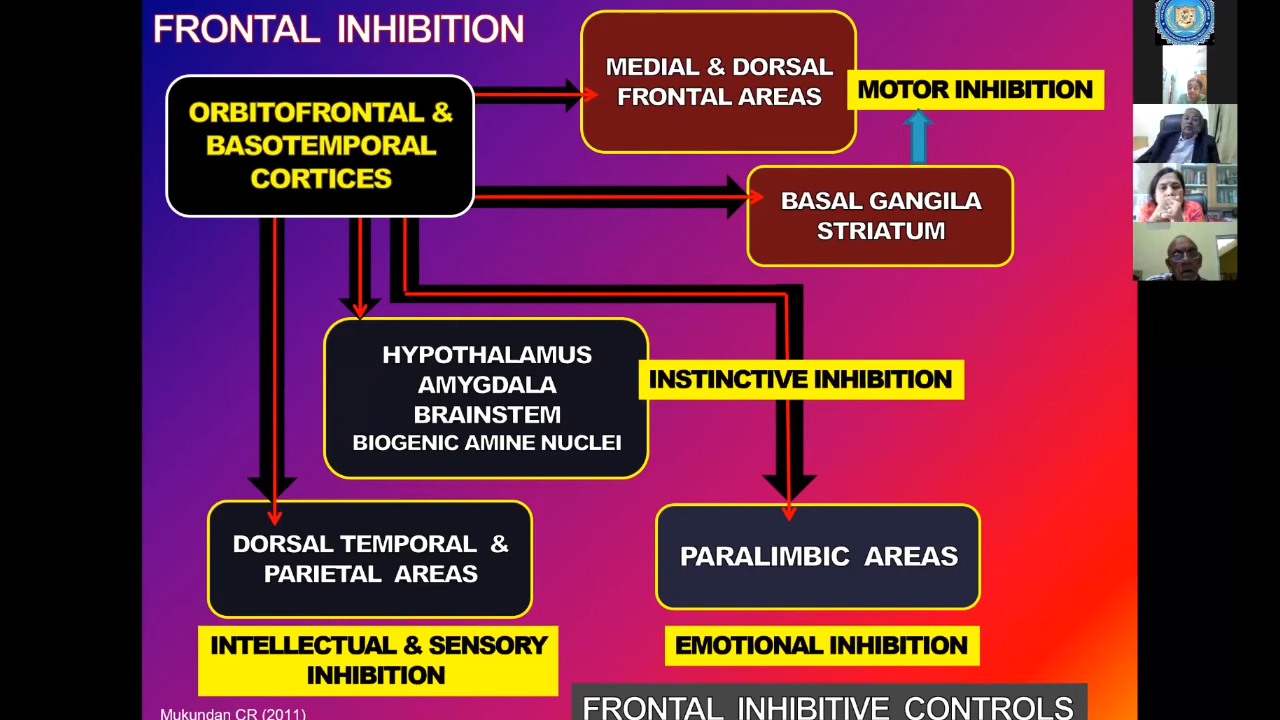 FRONTAL INHIBITION
ORBITOFRONTAL &
BASOTEMPORAL
CORTICES
MEDIAL & DORSAL
FRONTAL AREAS
MOTOR INHIBITION
BASAL GANGILA
STRIATUM
HYPOTHALAMUS
AMYGDALA
BRAINSTEM
BIOGENIC AMINE NUCLEI
INSTINCTIVE INHIBITION
DORSAL TEMPORAL &
PARIETAL AREAS
PARALIMBIC AREAS
INTELLECTUAL & SENSORY
INHIBITION
EMOTIONAL INHIBITION
FRONTAL INHIBITIVE CONTROLS
Mukundan CR (2011)